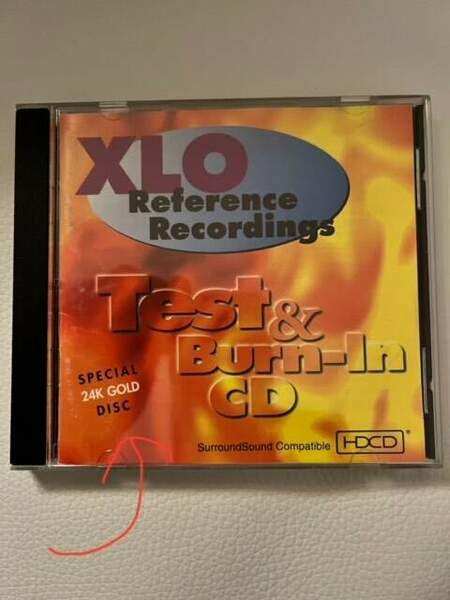 XLO
Reference
Recordings
Test &
Burn-In
CD
SPECIAL
24K GOLD
DISC
SurroundSound Compatible HDCD®